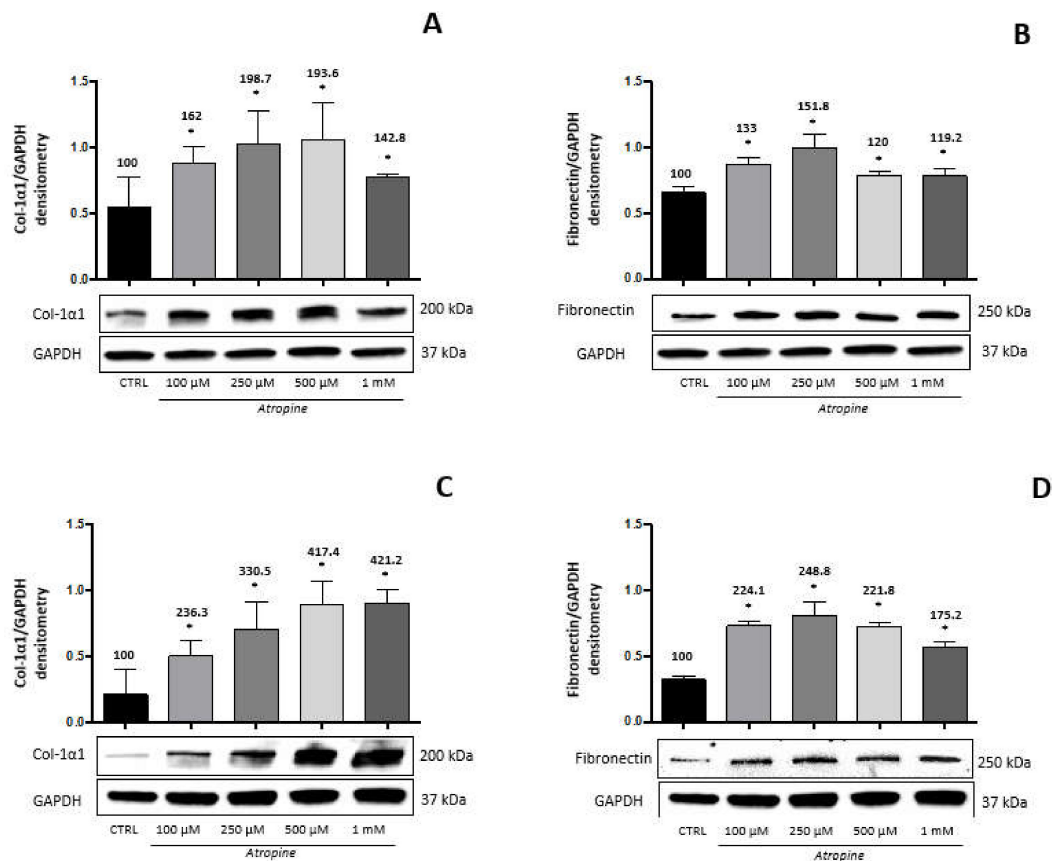 A
Col-1α1/GAPDH
densitometry
1.5
1.0
0.5
0.0
100
162
*
198.7
*
193.6
*
142.8
*
Col-1α1
200 kDa
GAPDH
37 kDa
CTRL 100 µM 250 µM 500 µM 1 mM
Atropine
B
Fibronectin/GAPDH
densitometry
1.5
1.0
0.5
0.0
100
133
*
151.8
*
120
*
119.2
*
Fibronectin
250 kDa
GAPDH
37 kDa
CTRL 100 µM 250 µM 500 µM 1 mM
Atropine
C
Col-1α1/GAPDH
densitometry
1.5
1.0
0.5
0.0
100
236.3
*
330.5
*
417.4
*
421.2
*
Col-1α1
200 kDa
GAPDH
37 kDa
CTRL 100 µM 250 µM 500 µM 1 mM
Atropine
D
Fibronectin/GAPDH
densitometry
1.5
1.0
0.5
0.0
100
224.1
*
248.8
*
221.8
*
175.2
*
Fibronectin
250 kDa
GAPDH
37 kDa
CTRL 100 µM 250 µM 500 µM 1 mM
Atropine